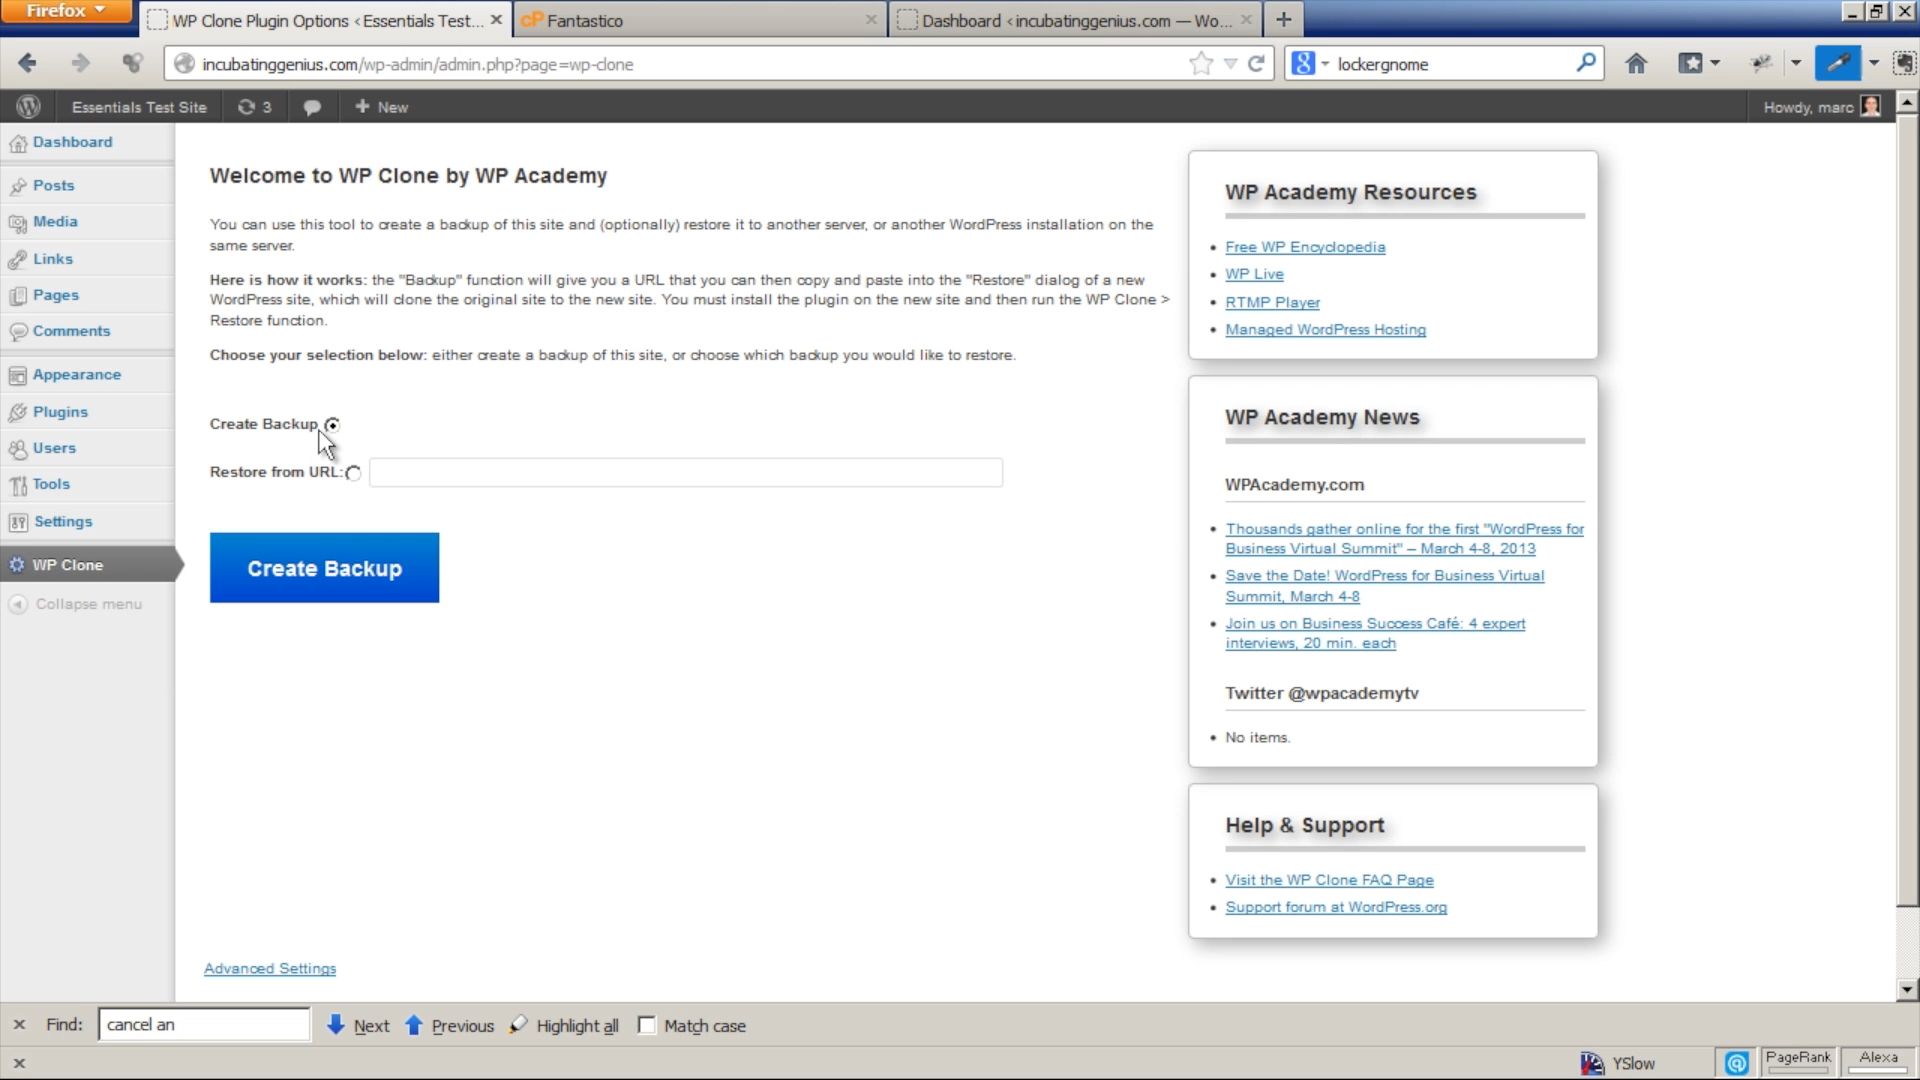 Firefox
WP Clone Plugin Options ‹ Essentials Test...
cP Fantastico
Dashboard ‹ incubatinggenius.com — Wo...
incubatinggenius.com/wp-admin/admin.php?page=wp-clone
8
lockergnome
Essentials Test Site
3
New
Howdy, marc
Dashboard
Posts
Media
Links
Pages
Comments
Appearance
Plugins
Users
Tools
Settings
WP Clone
Collapse menu
Welcome to WP Clone by WP Academy
You can use this tool to create a backup of this site and (optionally) restore it to another server, or another WordPress installation on the
same server.
Here is how it works: the "Backup" function will give you a URL that you can then copy and paste into the "Restore" dialog of a new
WordPress site, which will clone the original site to the new site. You must install the plugin on the new site and then run the WP Clone >
Restore function.
Choose your selection below: either create a backup of this site, or choose which backup you would like to restore.
Create Backup
Restore from URL:
Create Backup
Advanced Settings
WP Academy Resources
Free WP Encyclopedia
WP Live
RTMP Player
Managed WordPress Hosting
WP Academy News
WPAcademy.com
Thousands gather online for the first "WordPress for
Business Virtual Summit" – March 4-8, 2013
Save the Date! WordPress for Business Virtual
Summit, March 4-8
Join us on Business Success Café: 4 expert
interviews, 20 min. each
Twitter @wpacademytv
No items.
Help & Support
Visit the WP Clone FAQ Page
Support forum at WordPress.org
Find:
cancel an
Next
Previous
Highlight all
Match case
YSlow
PageRank
Alexa